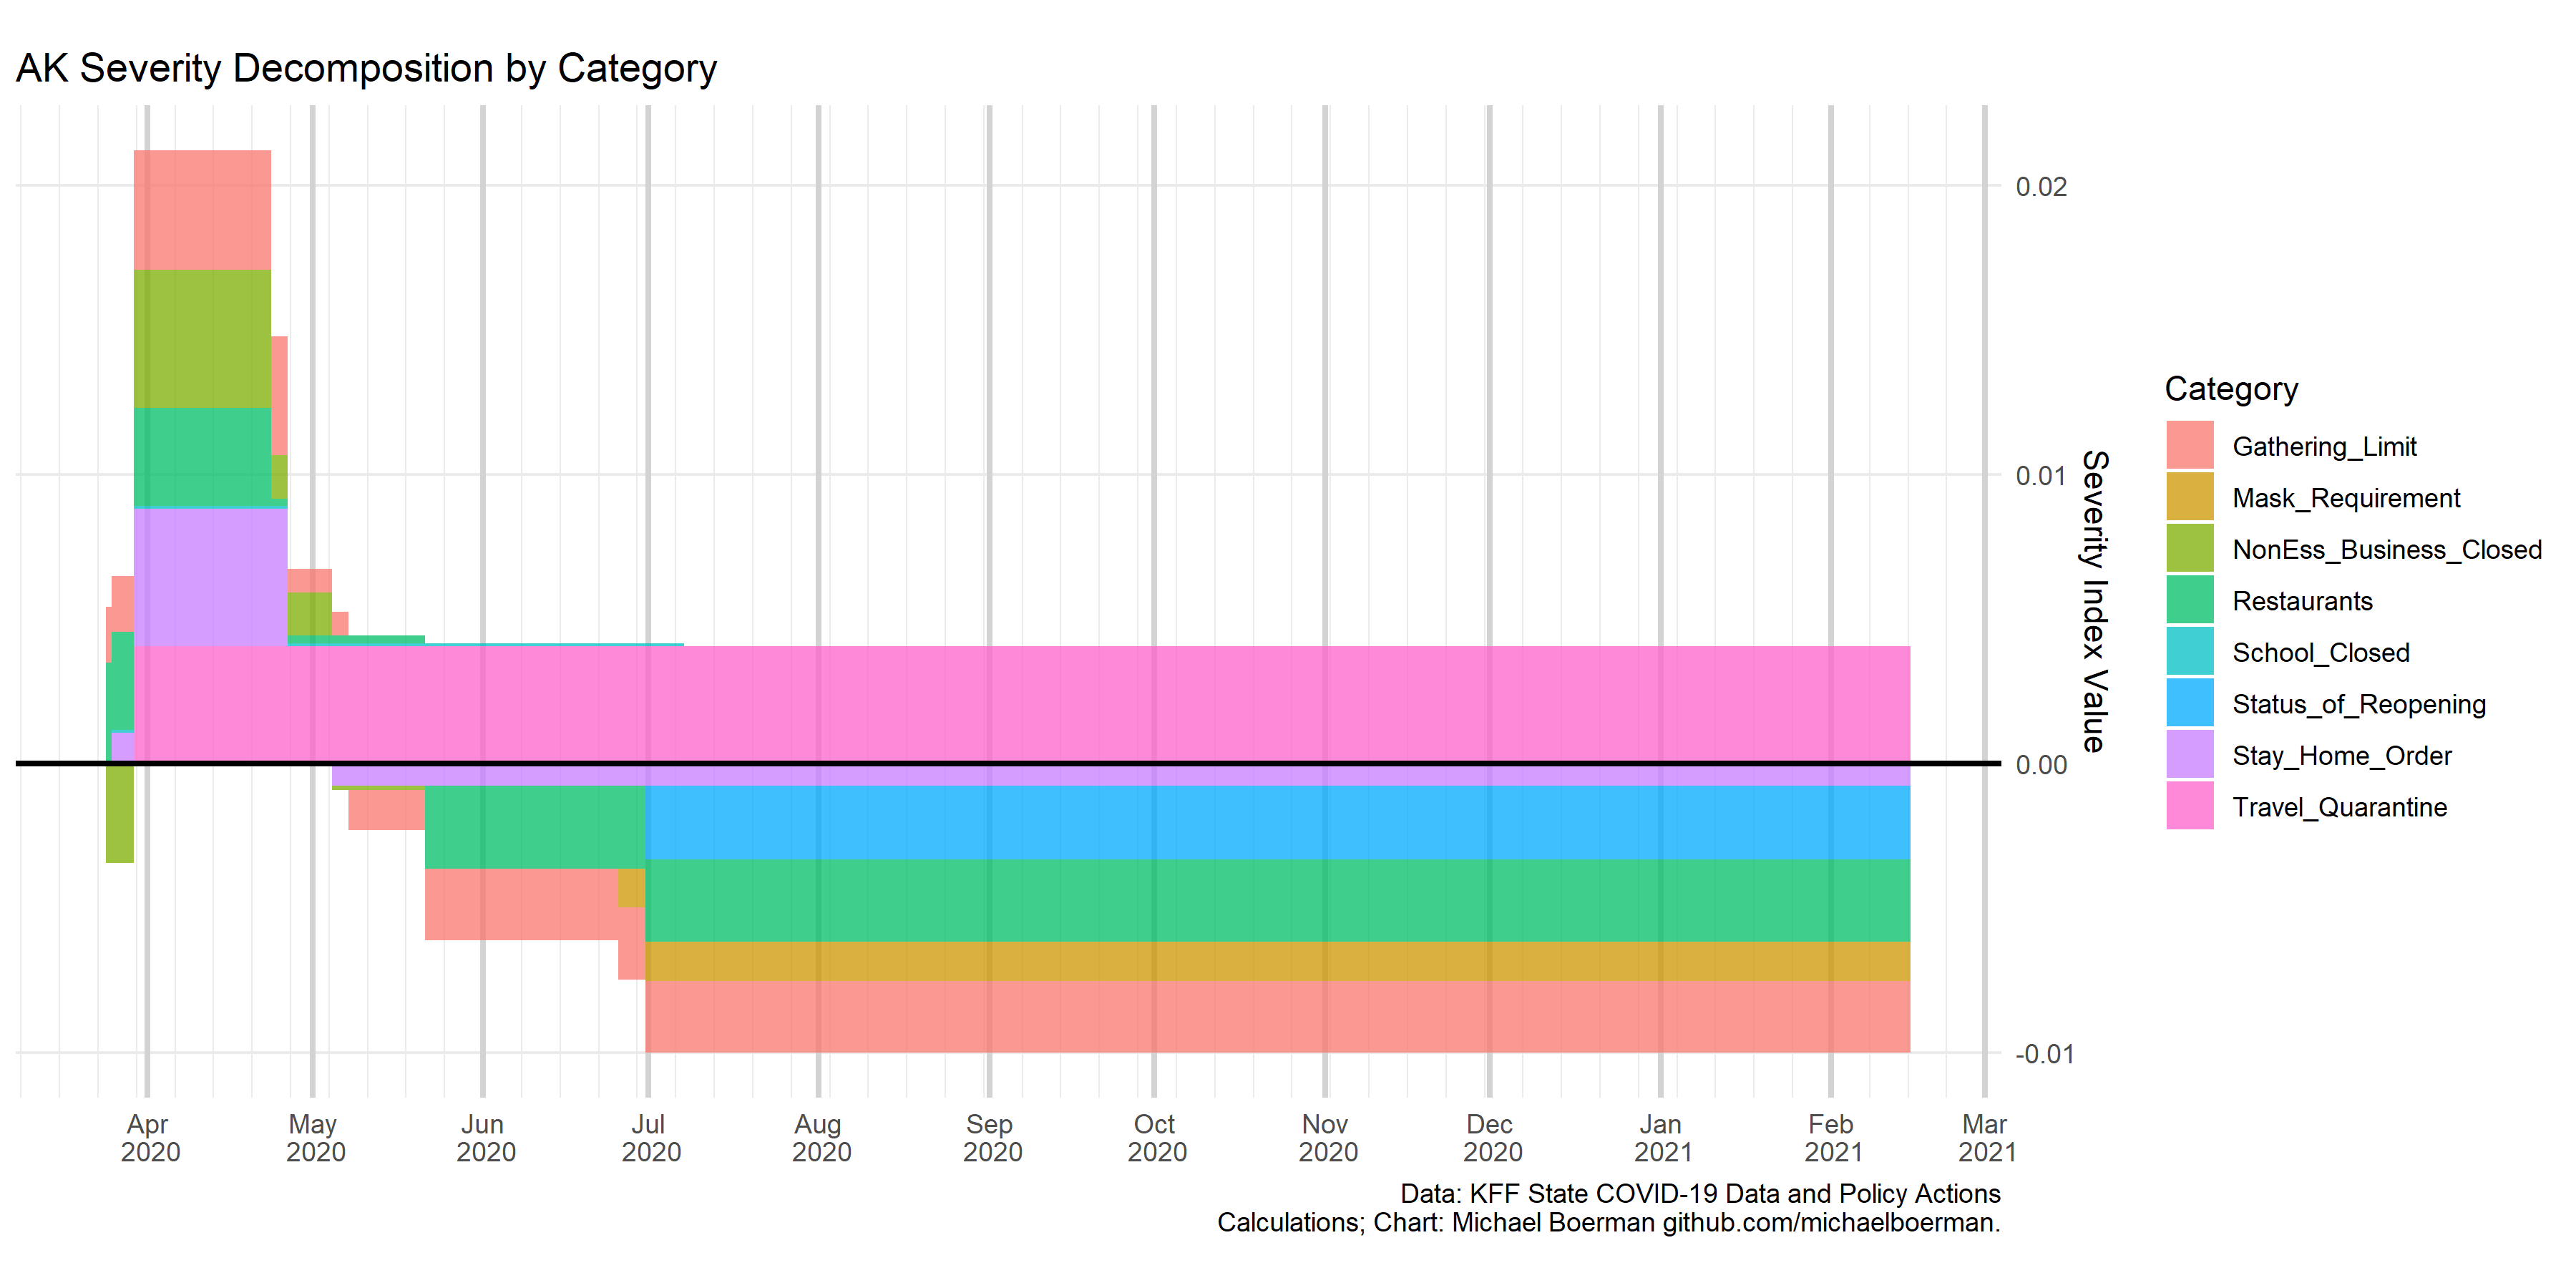 AK Severity Decomposition by Category
0.02
0.01
0.00
-0.01
Severity Index Value
Apr
2020
May
2020
Jun
2020
Jul
2020
Aug
2020
Sep
2020
Oct
2020
Nov
2020
Dec
2020
Jan
2021
Feb
2021
Mar
2021
Category
Gathering_Limit
Mask_Requirement
NonEss_Business_Closed
Restaurants
School_Closed
Status_of_Reopening
Stay_Home_Order
Travel_Quarantine
Data: KFF State COVID-19 Data and Policy Actions
Calculations; Chart: Michael Boerman github.com/michaelboerman.